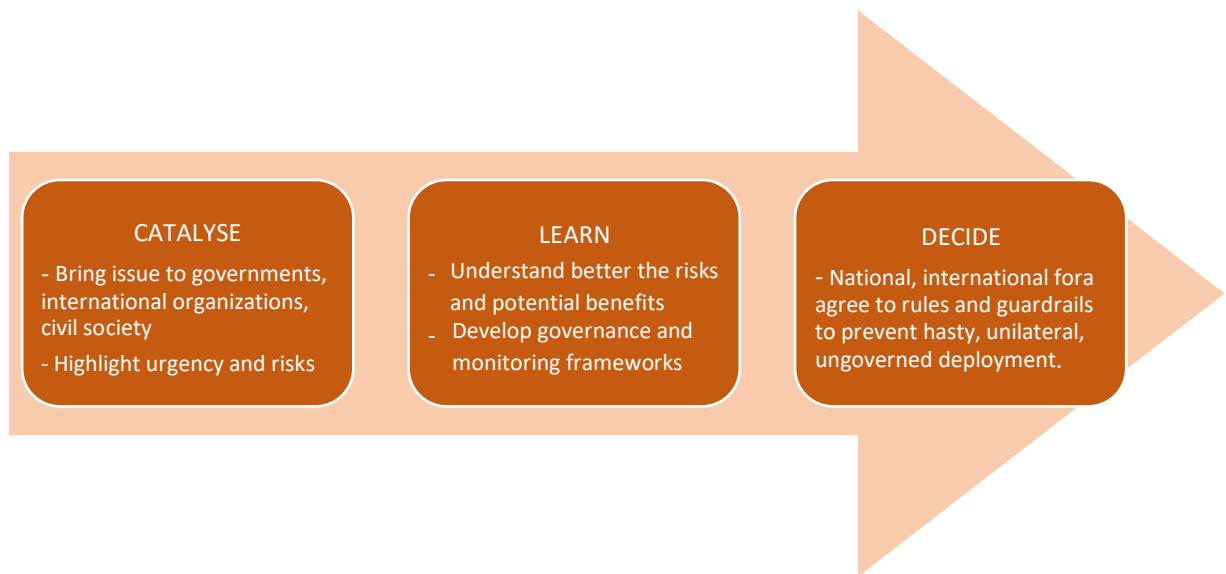 CATALYSE
- Bring issue to governments,
international organizations,
civil society
- Highlight urgency and risks
LEARN
- Understand better the risks
and potential benefits
- Develop governance and
monitoring frameworks
DECIDE
- National, international fora
agree to rules and guardrails
to prevent hasty, unilateral,
ungoverned deployment.